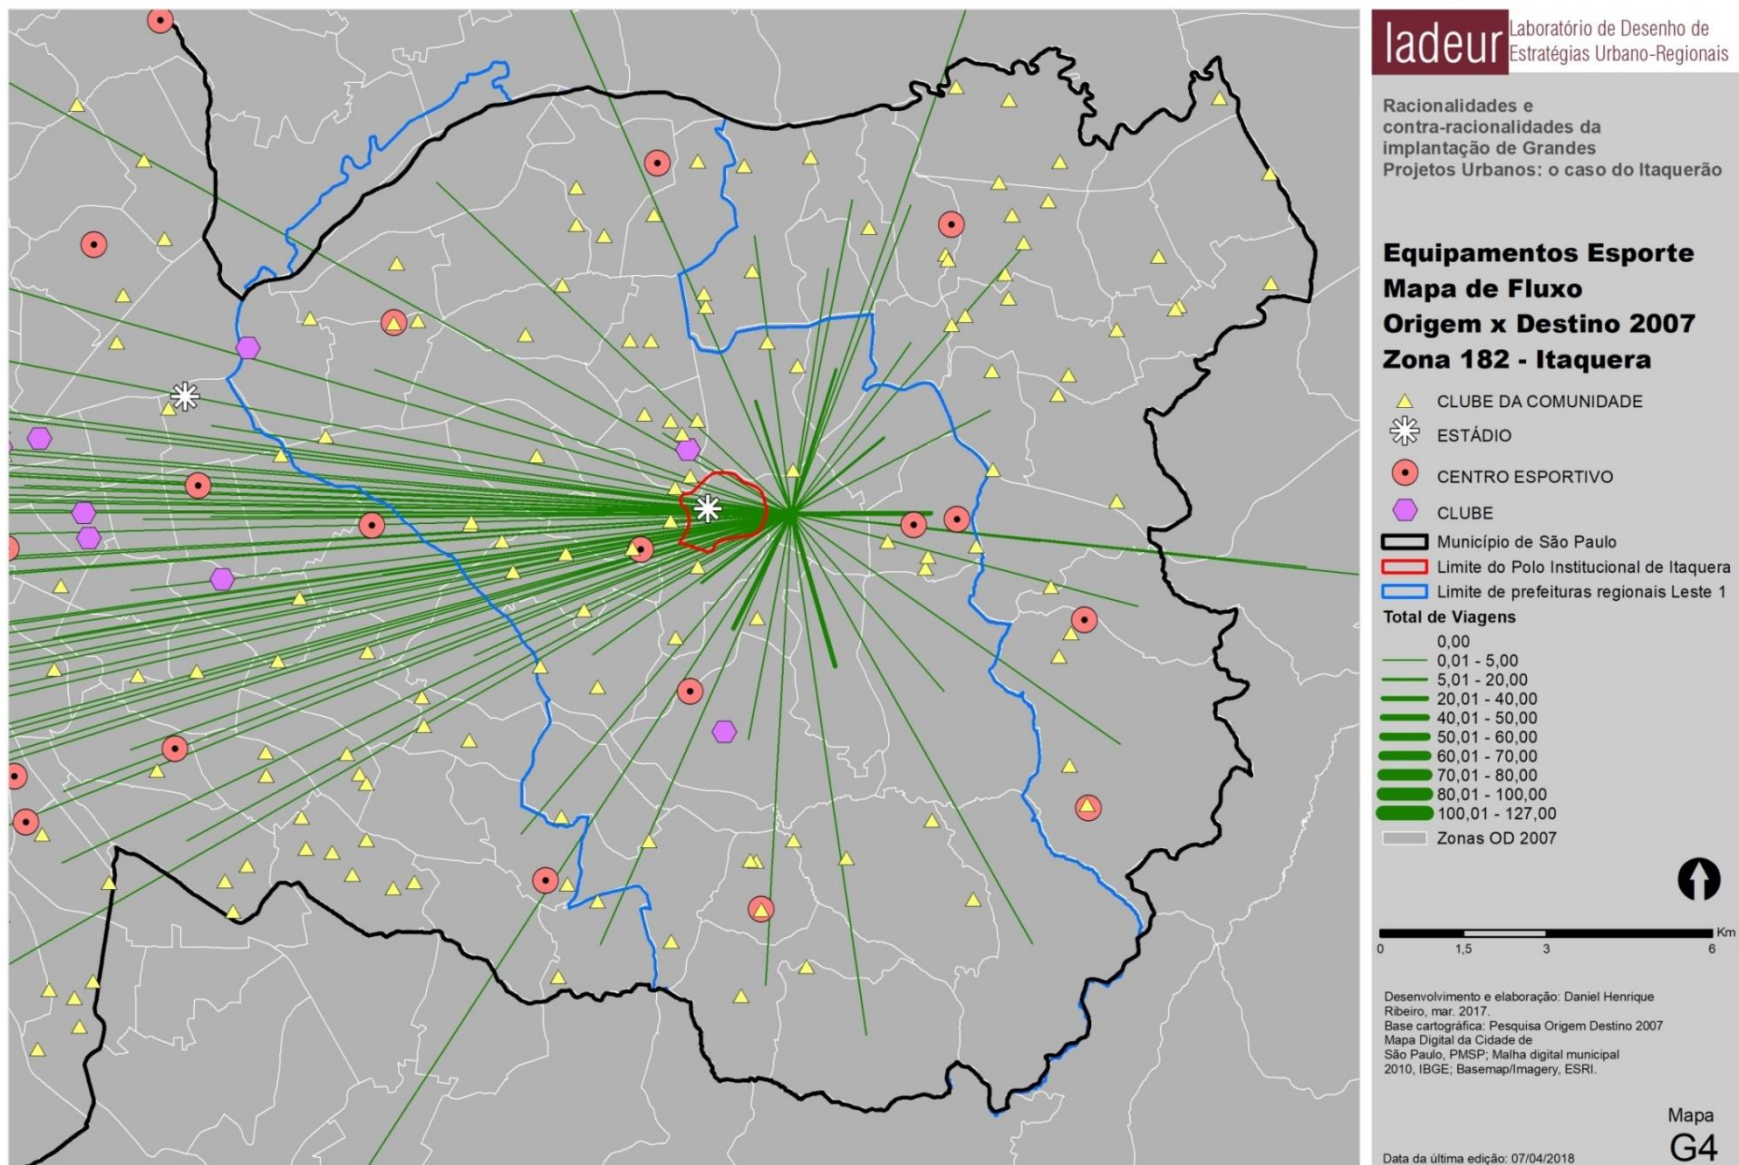 ladeur
Laboratório de Desenho de
Estratégias Urbano-Regionais
Racionalidades e
contra-racionalidades da
implantação de Grandes
Projetos Urbanos: o caso do Itaquerão
Equipamentos Esporte
Mapa de Fluxo
Origem x Destino 2007
Zona 182 - Itaquera
CLUBE DA COMUNIDADE
ESTÁDIO
CENTRO ESPORTIVO
CLUBE
Município de São Paulo
Limite do Polo Institucional de Itaquera
Limite de prefeituras regionais Leste 1
Total de Viagens
0,00
0,01 - 5,00
5,01 - 20,00
20,01 - 40,00
40,01 - 50,00
50,01 - 60,00
60,01 - 70,00
70,01 - 80,00
80,01 - 100,00
100,01 - 127,00
Zonas OD 2007
Km
0 1,5 3 6
Desenvolvimento e elaboração: Daniel Henrique
Ribeiro, mar. 2017.
Base cartográfica: Pesquisa Origem Destino 2007
Mapa Digital da Cidade de
São Paulo, PMSP; Malha digital municipal
2010, IBGE; Basemap/Imagery, ESRI.
Mapa
G4
Data da última edição: 07/04/2018